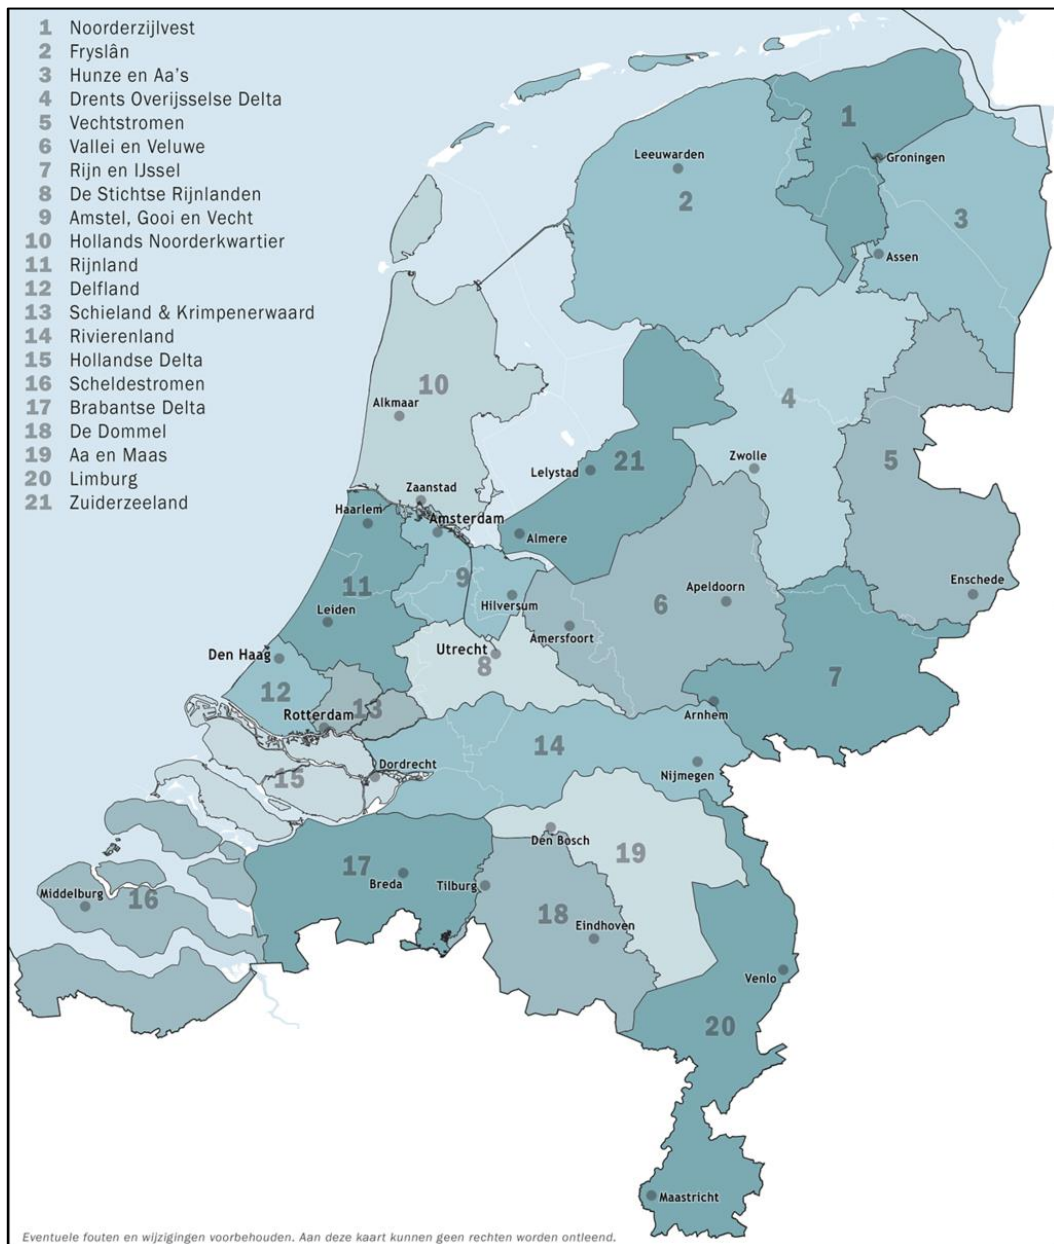 1 Noorderzijlvest
2 Fryslân
3 Hunze en Aa's
4 Drents Overijsselse Delta
5 Vechtstromen
6 Vallei en Veluwe
7 Rijn en IJssel
8 De Stichtse Rijnlanden
9 Amstel, Gooi en Vecht
10 Hollands Noorderkwartier
11 Rijnland
12 Delfland
13 Schieland & Krimpenerwaard
14 Rivierenland
15 Hollandse Delta
16 Scheldestromen
17 Brabantse Delta
18 De Dommel
19 Aa en Maas
20 Limburg
21 Zuiderzeeland
1
Leeuwarden
Groningen
2
3
Assen
10
Alkmaar
4
Zwolle
5
Lelystad
21
Zaanstad
Haarlem
Amsterdam
Almere
9
Enschede
11
Hilversum
6
Apeldoorn
Leiden
Amersfoort
Den Haag
Utrecht
8
7
12
13
Rotterdam
Arnhem
14
Dordrecht
15
Nijmegen
Den Bosch
19
17
Breda
Tilburg
Middelburg
16
18
Eindhoven
Venlo
20
Maastricht
Eventuele fouten en wijzigingen voorbehouden. Aan deze kaart kunnen geen rechten worden ontleend.